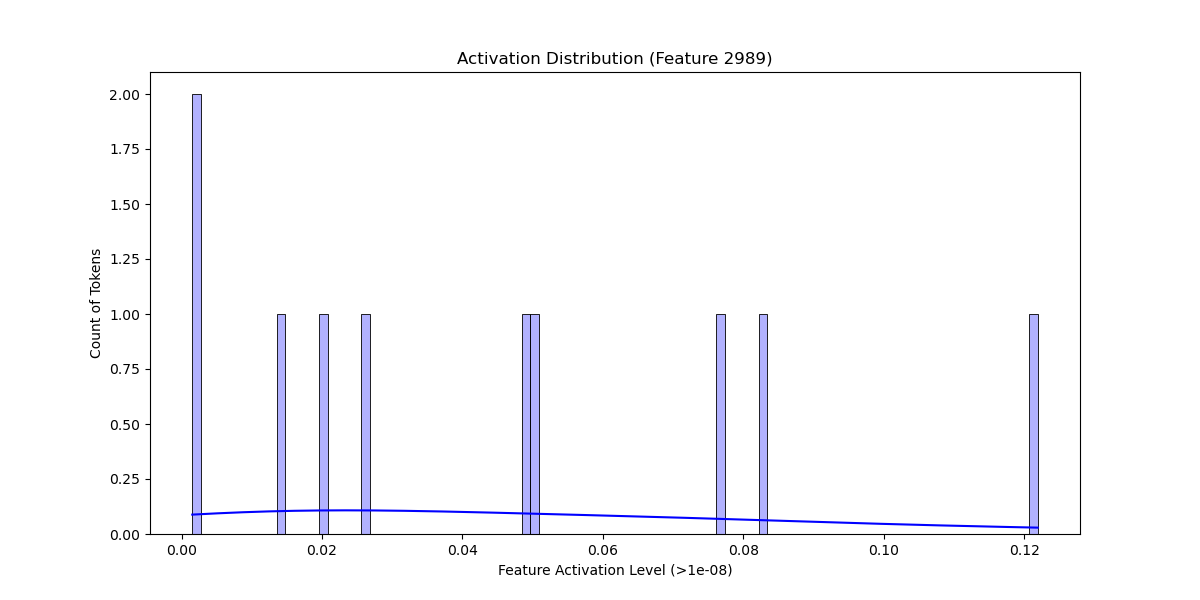 Activation Distribution (Feature 2989)
Count of Tokens
2.00
1.75
1.50
1.25
1.00
0.75
0.50
0.25
0.00
0.00 0.02 0.04 0.06 0.08 0.10 0.12
Feature Activation Level (>1e-08)